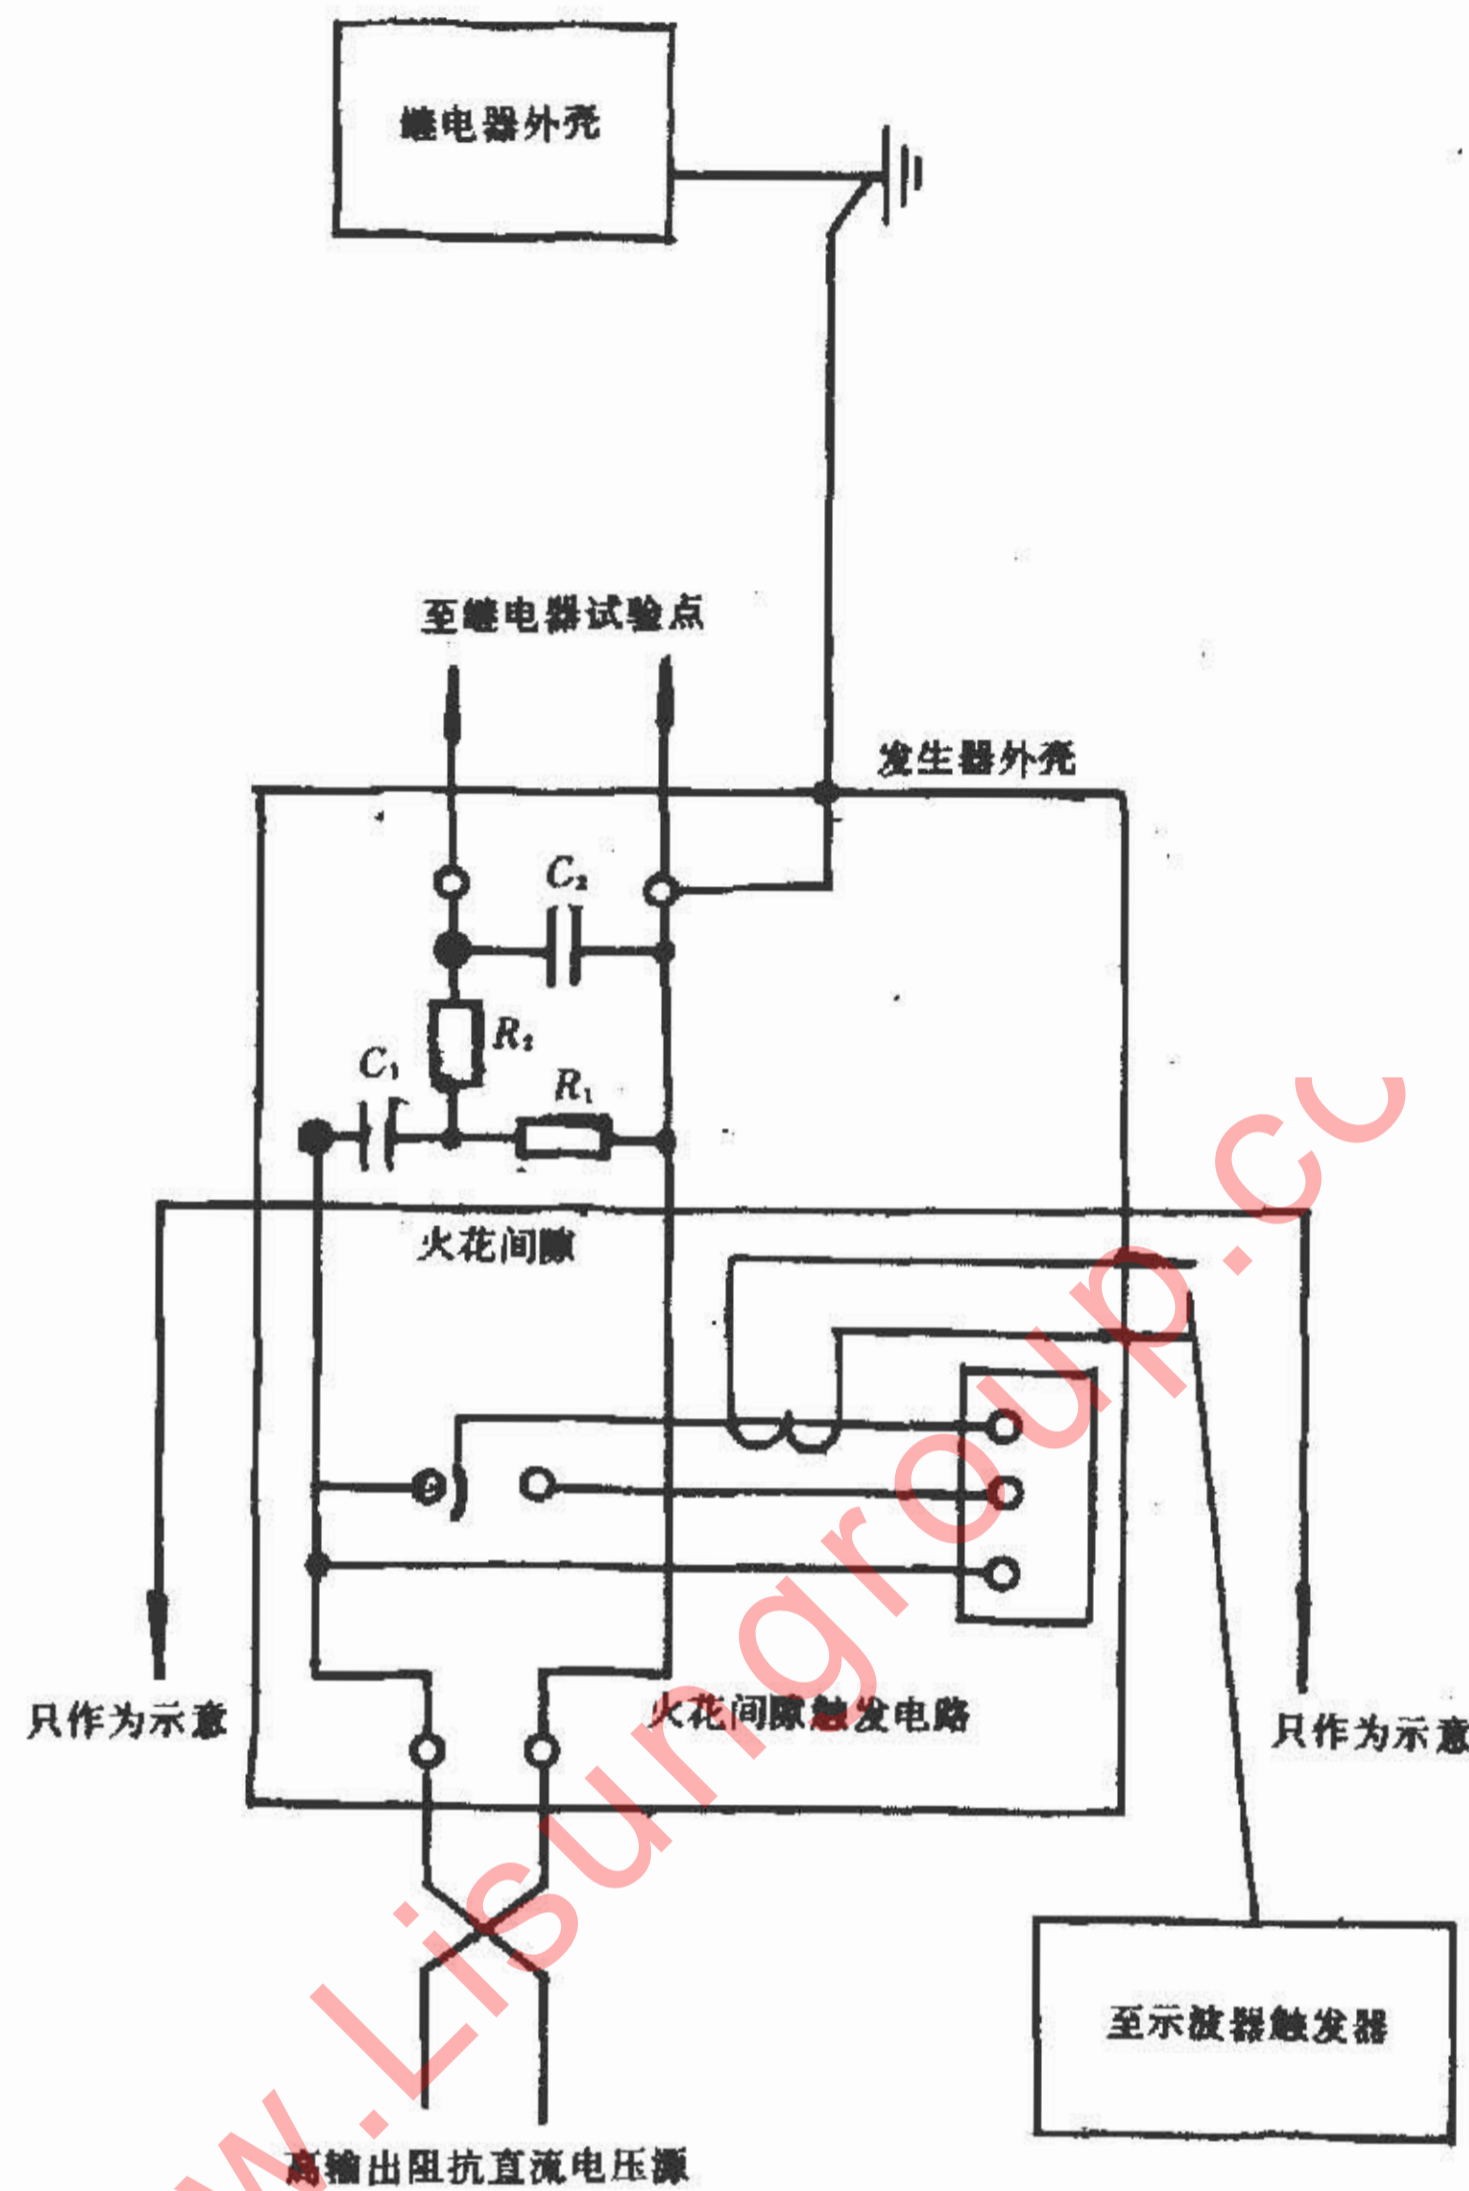 继电器外壳
至继电器试验点
发生器外壳
C₂
R₂
C₁
R₁
火花间隙
火花间隙触发电路
只作为示意
只作为示意
至示波器触发器
高输出阻抗直流电压源
w.Lisungroup.co